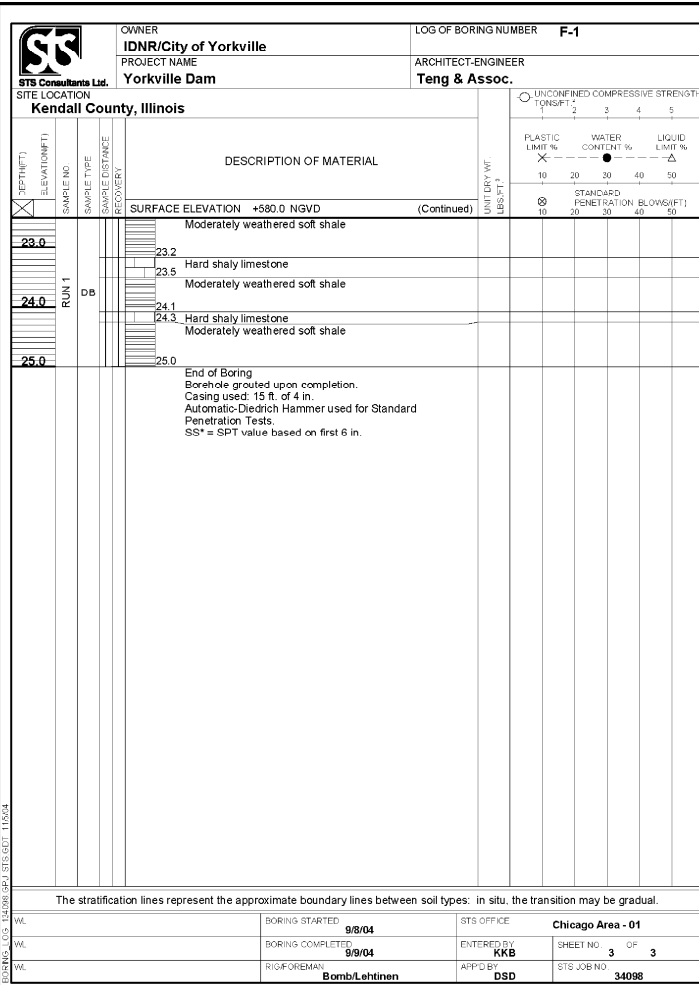 STS
STS Consultants Ltd.
OWNER
IDNR/City of Yorkville
LOG OF BORING NUMBER F-1
PROJECT NAME
Yorkville Dam
ARCHITECT-ENGINEER
Teng & Assoc.
SITE LOCATION
Kendall County, Illinois
UNCONFINED COMPRESSIVE STRENGTH
TONS/FT.²
1 2 3 4 5
PLASTIC LIMIT %
WATER CONTENT %
LIQUID LIMIT %
10 20 30 40 50
STANDARD
PENETRATION BLOWS/(FT)
10 20 30 40 50
DEPTH(FT)
ELEVATION(FT)
SAMPLE NO.
SAMPLE TYPE
SAMPLE DISTANCE
RECOVERY
DESCRIPTION OF MATERIAL
UNIT DRY WT.
LBS./FT.³
SURFACE ELEVATION +580.0 NGVD (Continued)
Moderately weathered soft shale
23.0
23.2
Hard shaly limestone
23.5
Moderately weathered soft shale
RUN 1
DB
24.0
24.1
24.3 Hard shaly limestone
Moderately weathered soft shale
25.0
25.0
End of Boring
Borehole grouted upon completion.
Casing used: 15 ft. of 4 in.
Automatic-Diedrich Hammer used for Standard
Penetration Tests.
SS* = SPT value based on first 6 in.
The stratification lines represent the approximate boundary lines between soil types: in situ, the transition may be gradual.
WL
BORING STARTED
9/8/04
STS OFFICE
Chicago Area - 01
WL
BORING COMPLETED
9/9/04
ENTERED BY
KKB
SHEET NO. OF
3 3
WL
RIG/FOREMAN
Bomb/Lehtinen
APP'D BY
DSD
STS JOB NO.
34098
BORING_LOG 134098.GPJ STS.GDT 11/5/04